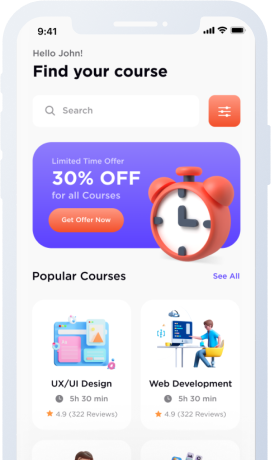 9:41
Hello John!
Find your course
Search
Limited Time Offer
30% OFF
for all Courses
Get Offer Now
Popular Courses
See All
UX/UI Design
5h 30 min
4.9 (322 Reviews)
Web Development
5h 30 min
4.9 (322 Reviews)